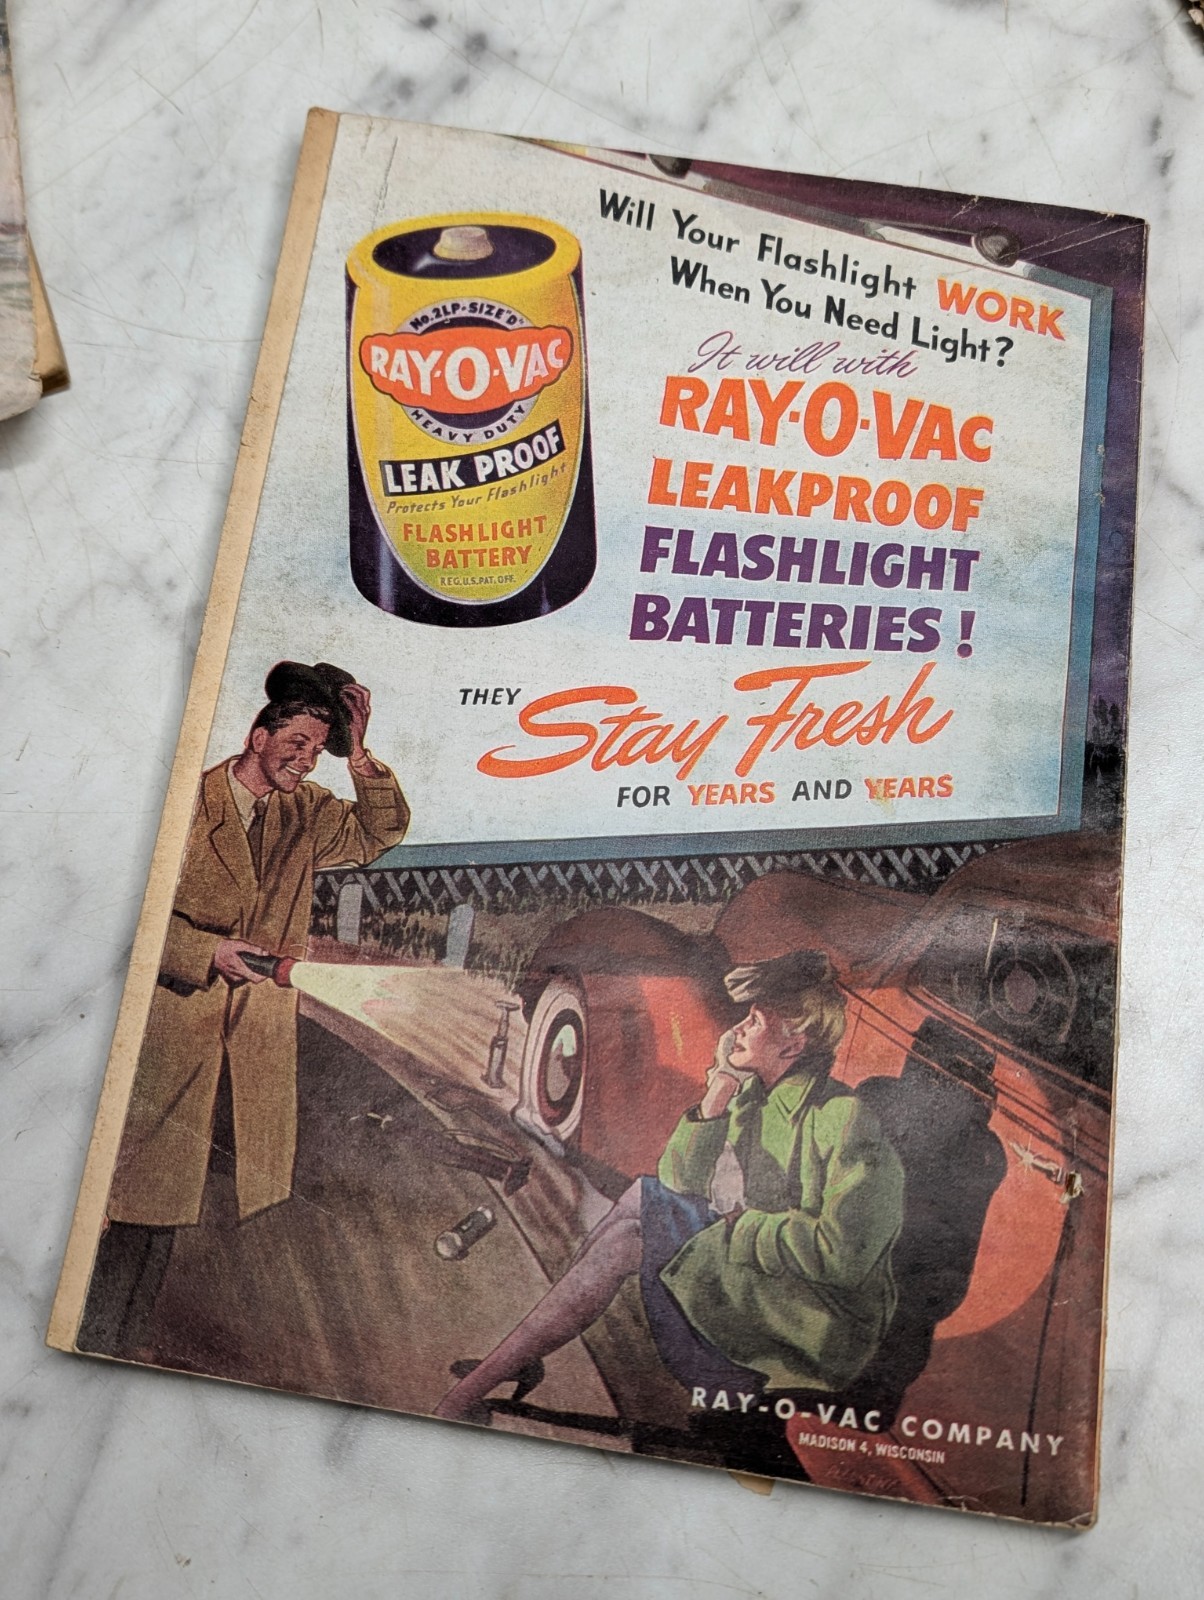 Will Your Flashlight WORK
When You Need Light?
It will with
RAY-O-VAC
LEAKPROOF
FLASHLIGHT
BATTERIES!
THEY Stay Fresh
FOR YEARS AND YEARS
No. 2LP-SIZE "D"
RAY-O-VAC
HEAVY DUTY
LEAK PROOF
Protects Your Flashlight
FLASHLIGHT
BATTERY
REG.U.S.PAT.OFF.
RAY-O-VAC COMPANY
MADISON 4, WISCONSIN